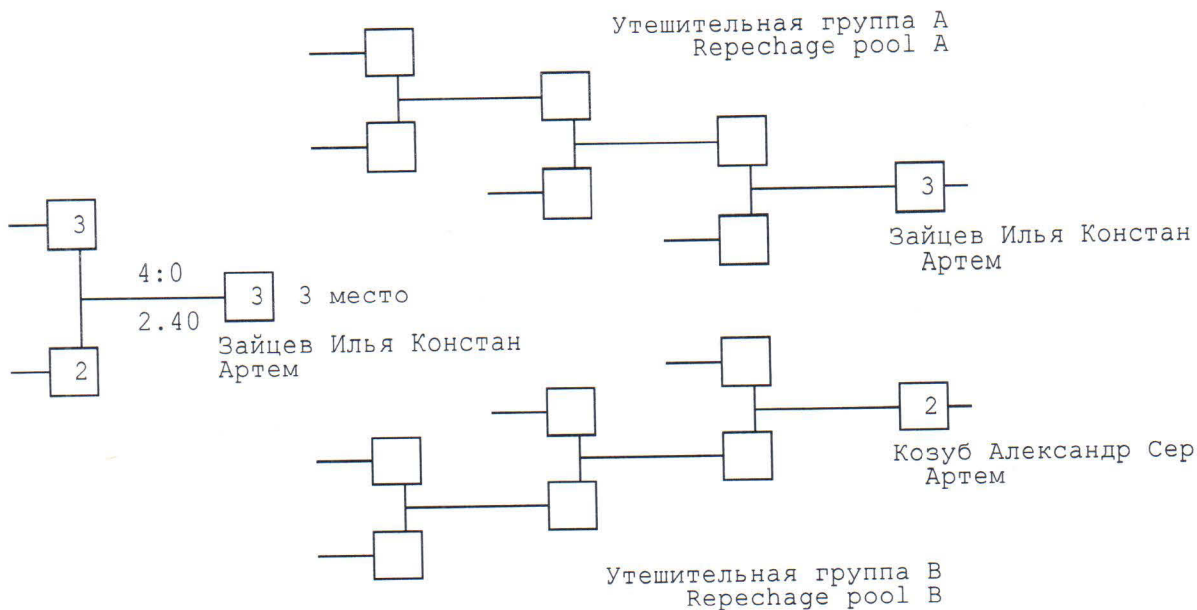 Утешительная группа A
Repechage pool A
3
Зайцев Илья Констан
Артем
3
4:0
3
3 место
2.40
Зайцев Илья Констан
Артем
2
2
Козуб Александр Сер
Артем
Утешительная группа B
Repechage pool B